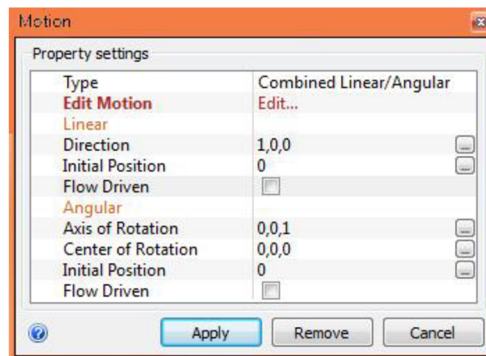 Motion
Property settings
Type Combined Linear/Angular
Edit Motion Edit...
Linear
Direction 1,0,0 ...
Initial Position 0 ...
Flow Driven
Angular
Axis of Rotation 0,0,1 ...
Center of Rotation 0,0,0 ...
Initial Position 0 ...
Flow Driven
? Apply Remove Cancel